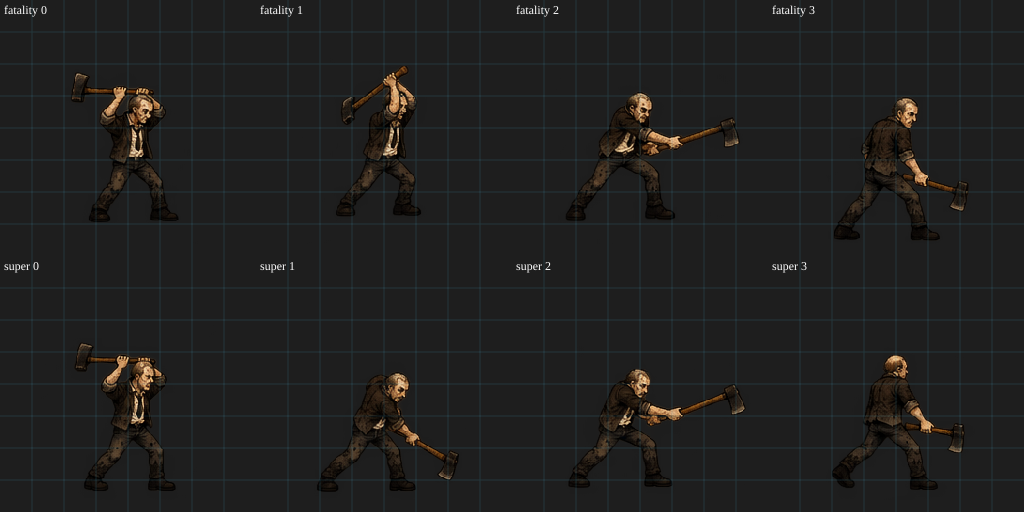 fatality 0
fatality 1
fatality 2
fatality 3
super 0
super 1
super 2
super 3